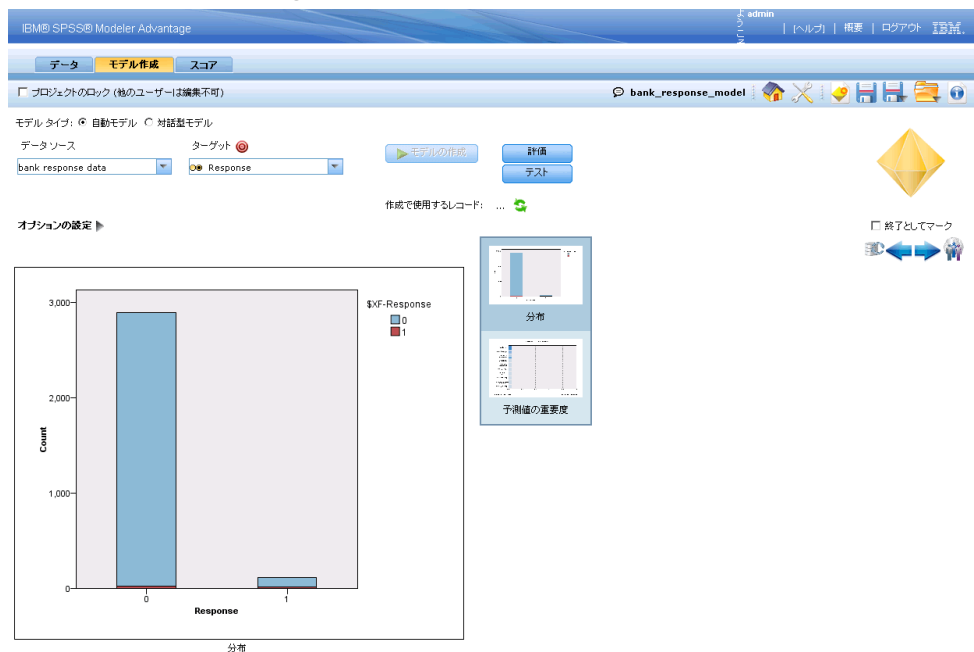 IBM® SPSS® Modeler Advantage
ようこそ admin | [ヘルプ] | 概要 | ログアウト IBM.
データ モデル作成 スコア
プロジェクトのロック (他のユーザーは編集不可) bank_response_model
モデル タイプ: 自動モデル 対話型モデル
データ ソース ターゲット
bank response data Response
モデルの作成 評価
テスト
作成で使用するレコード: ...
オプションの設定
終了としてマーク
3,000
2,000
1,000
0
Count
0 1
Response
$XF-Response
0
1
分布
分布
予測値の重要度